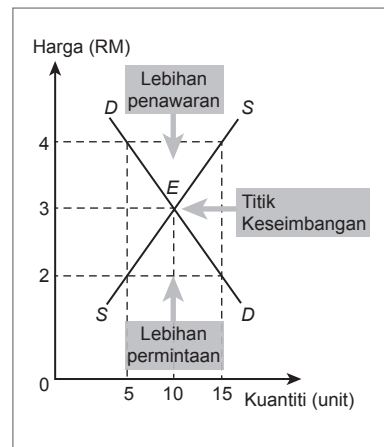 Harga (RM)
Lebihan
penawaran
D
S
4
E
3
Titik
Keseimbangan
2
S
D
Lebihan
permintaan
0
5 10 15
Kuantiti (unit)